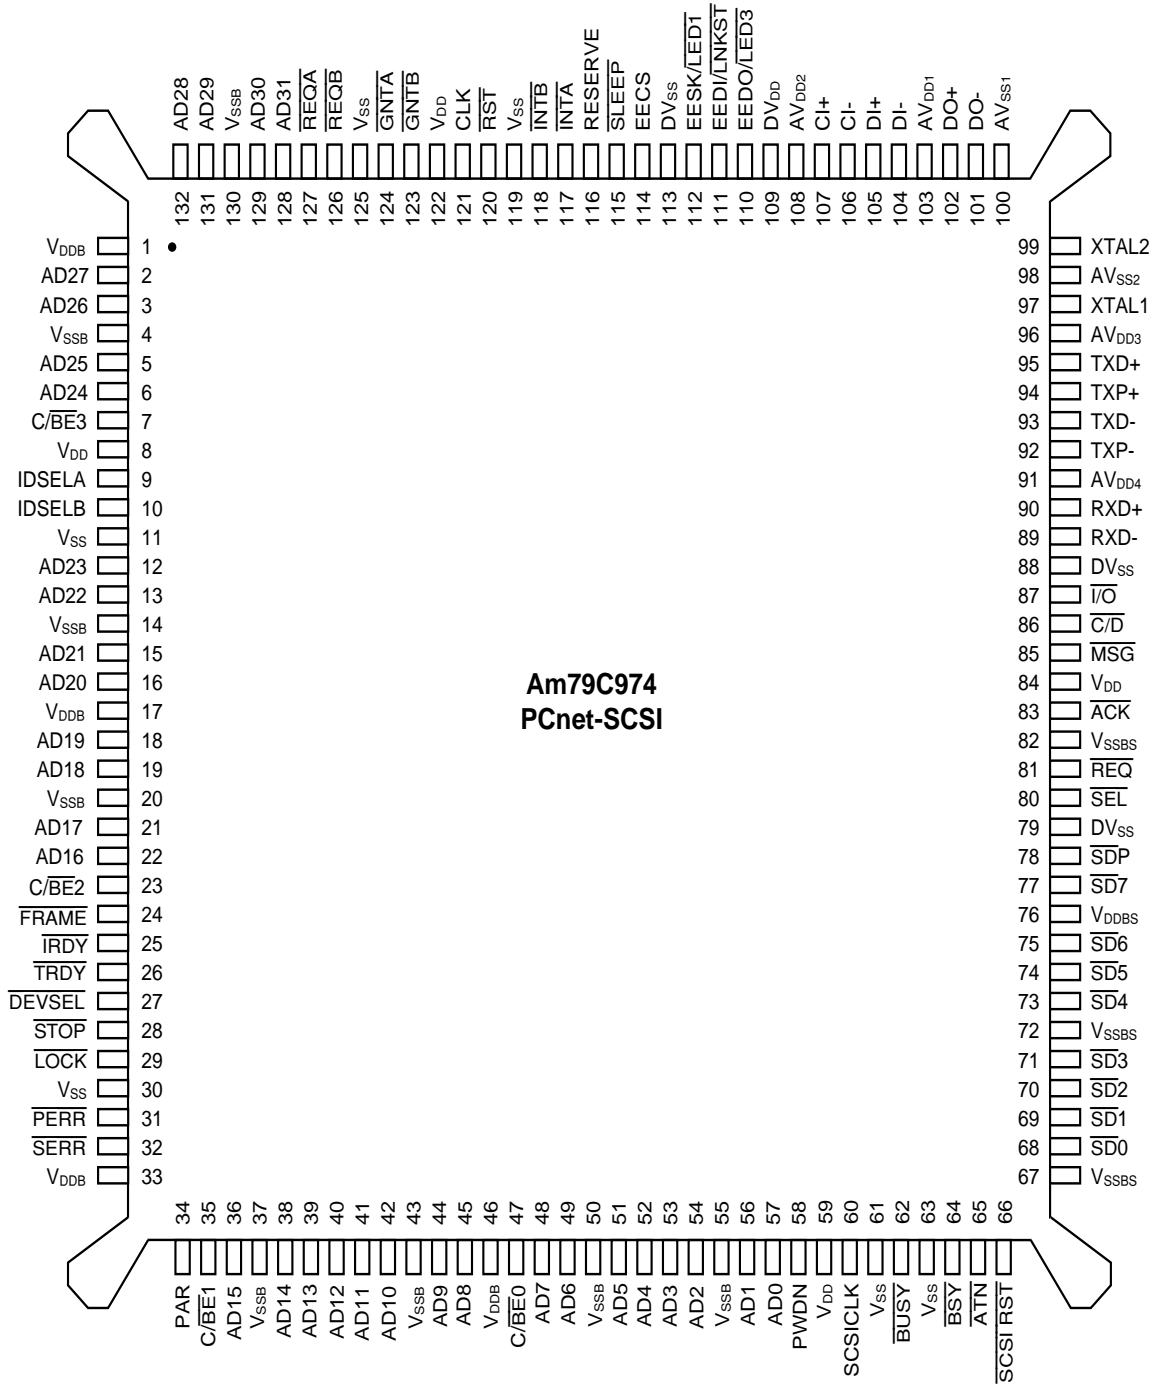 AD28
AD29
VSSB
AD30
AD31
REQA
REQB
VSS
GNTA
GNTB
VDD
CLK
RST
VSS
INTB
INTA
RESERVE
SLEEP
EECS
DVSS
EESK/LED1
EEDI/LNKST
EEDO/LED3
DVDD
AVDD2
CI+
CI-
DI+
DI-
AVDD1
DO+
DO-
AVSS1
132
131
130
129
128
127
126
125
124
123
122
121
120
119
118
117
116
115
114
113
112
111
110
109
108
107
106
105
104
103
102
101
100
VDDB 1
AD27 2
AD26 3
VSSB 4
AD25 5
AD24 6
C/BE3 7
VDD 8
IDSELA 9
IDSELB 10
VSS 11
AD23 12
AD22 13
VSSB 14
AD21 15
AD20 16
VDDB 17
AD19 18
AD18 19
VSSB 20
AD17 21
AD16 22
C/BE2 23
FRAME 24
IRDY 25
TRDY 26
DEVSEL 27
STOP 28
LOCK 29
VSS 30
PERR 31
SERR 32
VDDB 33
Am79C974
PCnet-SCSI
99 XTAL2
98 AVSS2
97 XTAL1
96 AVDD3
95 TXD+
94 TXP+
93 TXD-
92 TXP-
91 AVDD4
90 RXD+
89 RXD-
88 DVSS
87 I/O
86 C/D
85 MSG
84 VDD
83 ACK
82 VSSBS
81 REQ
80 SEL
79 DVSS
78 SDP
77 SD7
76 VDDBS
75 SD6
74 SD5
73 SD4
72 VSSBS
71 SD3
70 SD2
69 SD1
68 SD0
67 VSSBS
34
35
36
37
38
39
40
41
42
43
44
45
46
47
48
49
50
51
52
53
54
55
56
57
58
59
60
61
62
63
64
65
66
PAR
C/BE1
AD15
VSSB
AD14
AD13
AD12
AD11
AD10
VSSB
AD9
AD8
VDDB
C/BE0
AD7
AD6
VSSB
AD5
AD4
AD3
AD2
VSSB
AD1
AD0
PWDN
VDD
SCSICLK
VSS
BUSY
VSS
BSY
ATN
SCSI RST